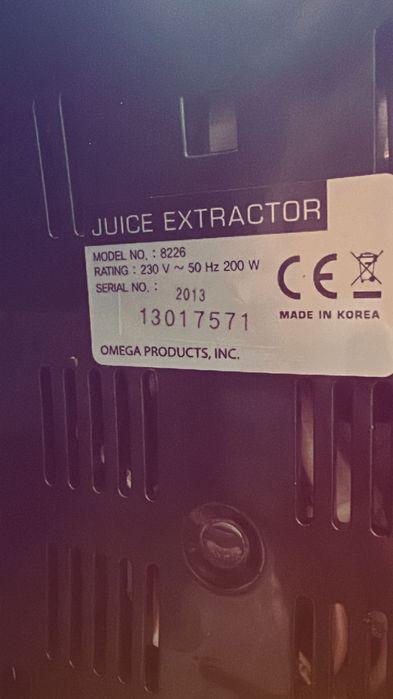 JUICE EXTRACTOR
MODEL NO. : 8226
RATING : 230 V ~ 50 Hz 200 W
SERIAL NO. :
2013
13017571
CE
MADE IN KOREA
OMEGA PRODUCTS, INC.